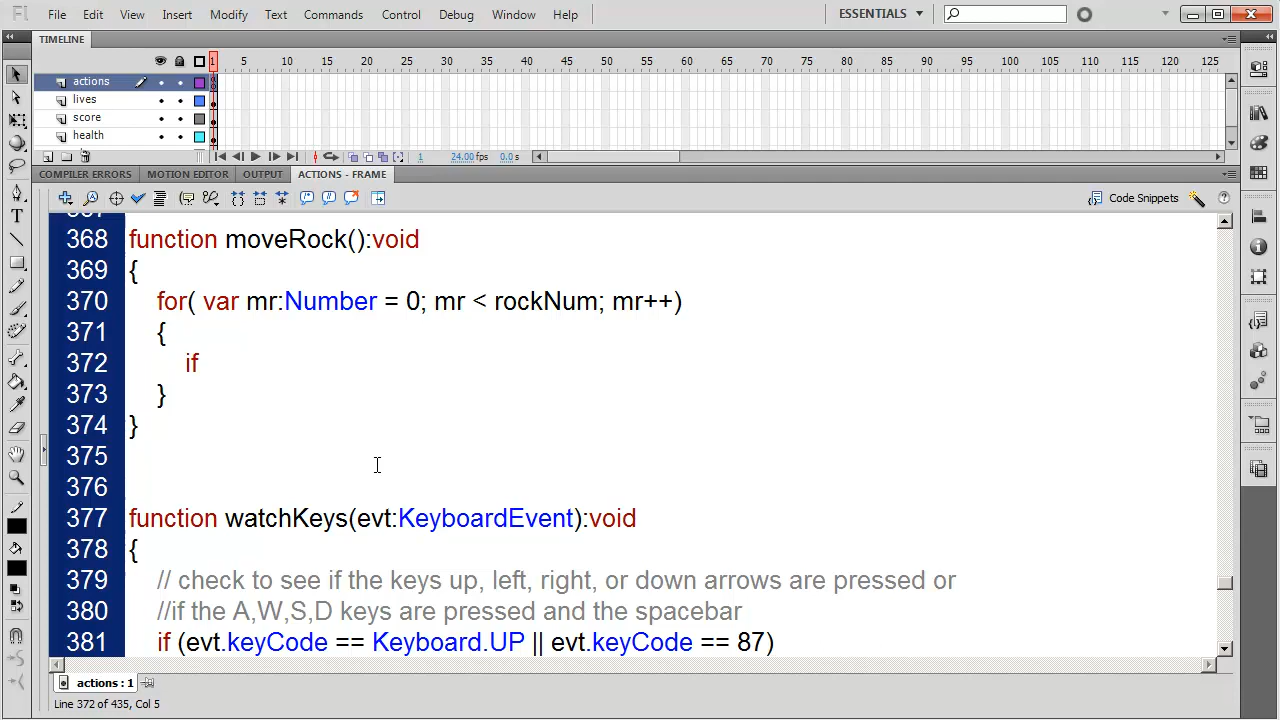 Fl File Edit View Insert Modify Text Commands Control Debug Window Help ESSENTIALS
TIMELINE
1 5 10 15 20 25 30 35 40 45 50 55 60 65 70 75 80 85 90 95 100 105 110 115 120 125
actions
lives
score
health
1 24.00 fps 0.0 s
COMPILER ERRORS MOTION EDITOR OUTPUT ACTIONS - FRAME
Code Snippets
367
368 function moveRock():void
369 {
370 for( var mr:Number = 0; mr < rockNum; mr++)
371 {
372 if
373 }
374 }
375
376
377 function watchKeys(evt:KeyboardEvent):void
378 {
379 // check to see if the keys up, left, right, or down arrows are pressed or
380 //if the A,W,S,D keys are pressed and the spacebar
381 if (evt.keyCode == Keyboard.UP || evt.keyCode == 87)
actions : 1
Line 372 of 435, Col 5